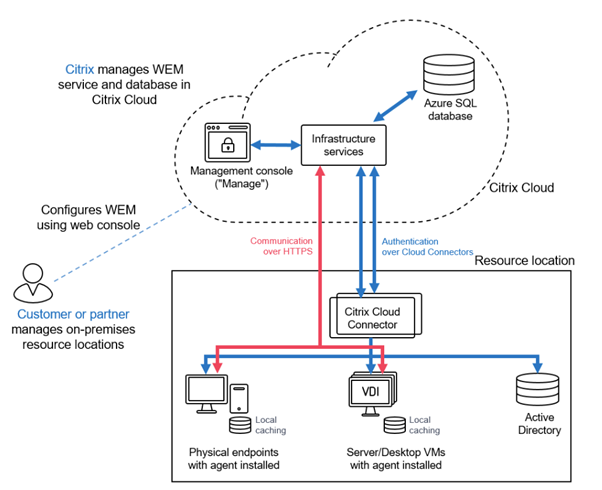 Citrix manages WEM
service and database in
Citrix Cloud
Azure SQL
database
Infrastructure
services
Management console
("Manage")
Citrix Cloud
Configures WEM
using web console
Communication
over HTTPS
Authentication
over Cloud Connectors
Resource location
Customer or partner
manages on-premises
resource locations
Citrix Cloud
Connector
VDI
Local
caching
Local
caching
Active
Directory
Physical endpoints
with agent installed
Server/Desktop VMs
with agent installed